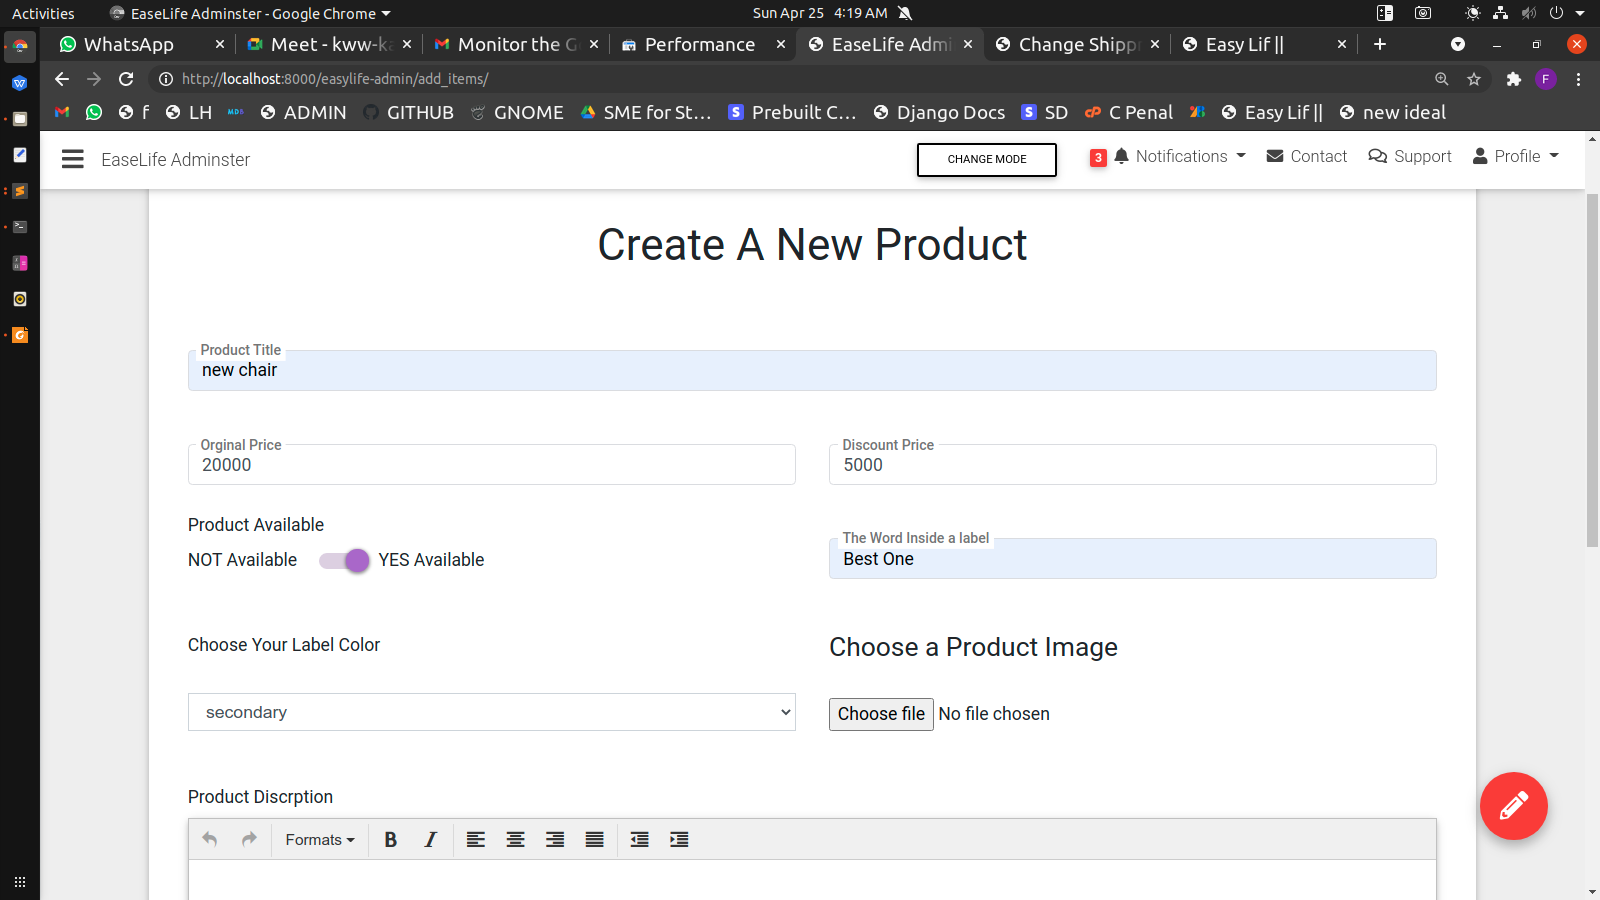 Activities EaseLife Adminster - Google Chrome Sun Apr 25 4:19 AM
WhatsApp Meet - kww-ka Monitor the G Performance EaseLife Admi Change Shipp Easy Lif ||
http://localhost:8000/easylife-admin/add_items/ F
f LH MDB ADMIN GITHUB GNOME SME for St... S Prebuilt C... Django Docs S SD cP C Penal Easy Lif || new ideal
EaseLife Adminster CHANGE MODE 3 Notifications Contact Support Profile
Create A New Product
Product Title
new chair
Orginal Price Discount Price
20000 5000
Product Available
The Word Inside a label
NOT Available YES Available Best One
Choose Your Label Color Choose a Product Image
secondary Choose file No file chosen
Product Discrption
Formats B I